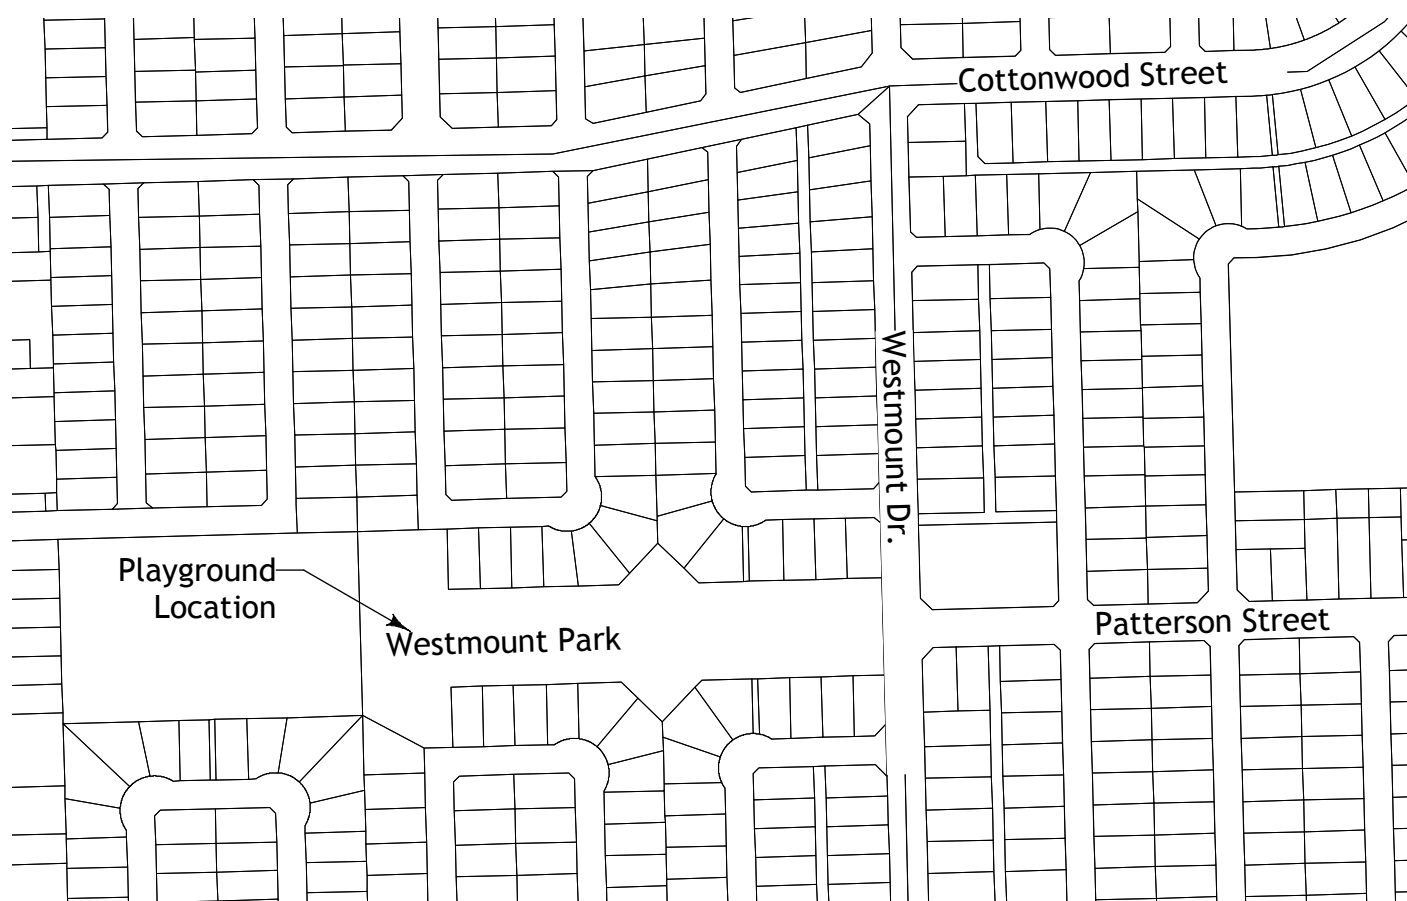 Cottonwood Street
Westmount Dr.
Playground
Location
Westmount Park
Patterson Street